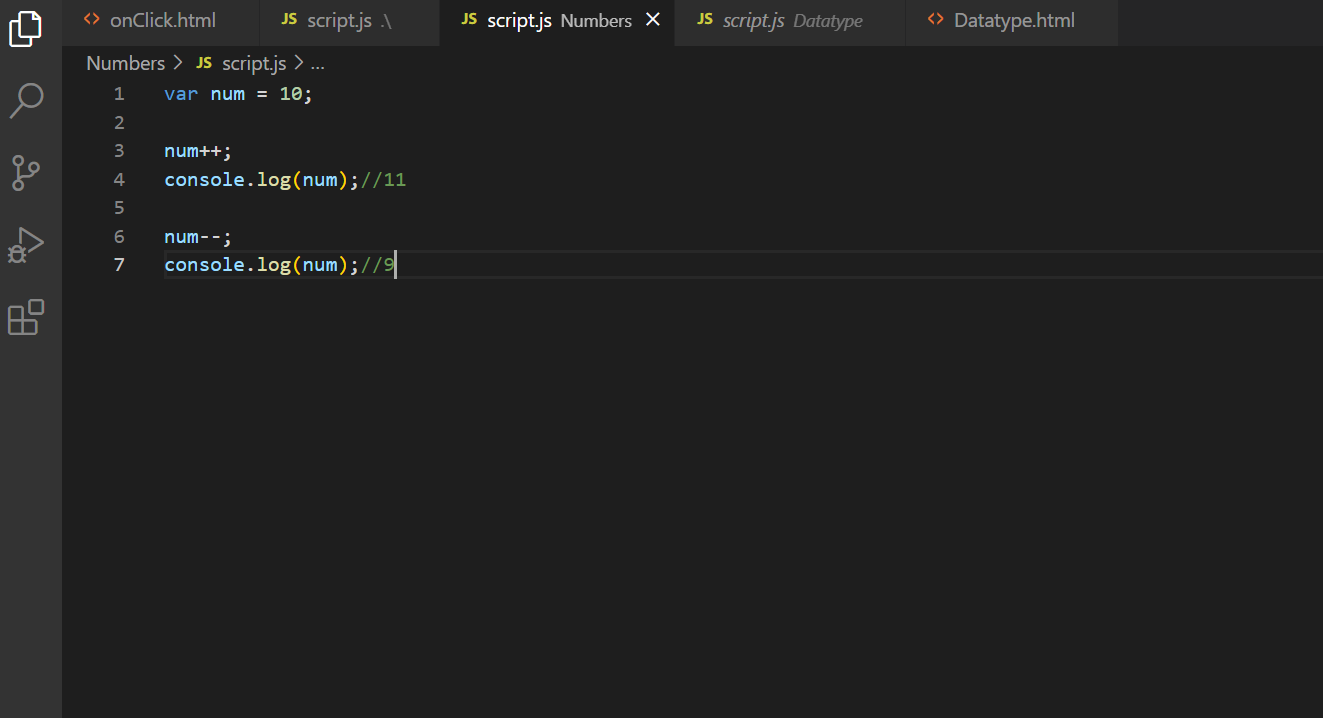 <> onClick.html JS script.js .\ JS script.js Numbers × JS script.js Datatype <> Datatype.html
Numbers > JS script.js > ...
1 var num = 10;
2
3 num++;
4 console.log(num);//11
5
6 num--;
7 console.log(num);//9